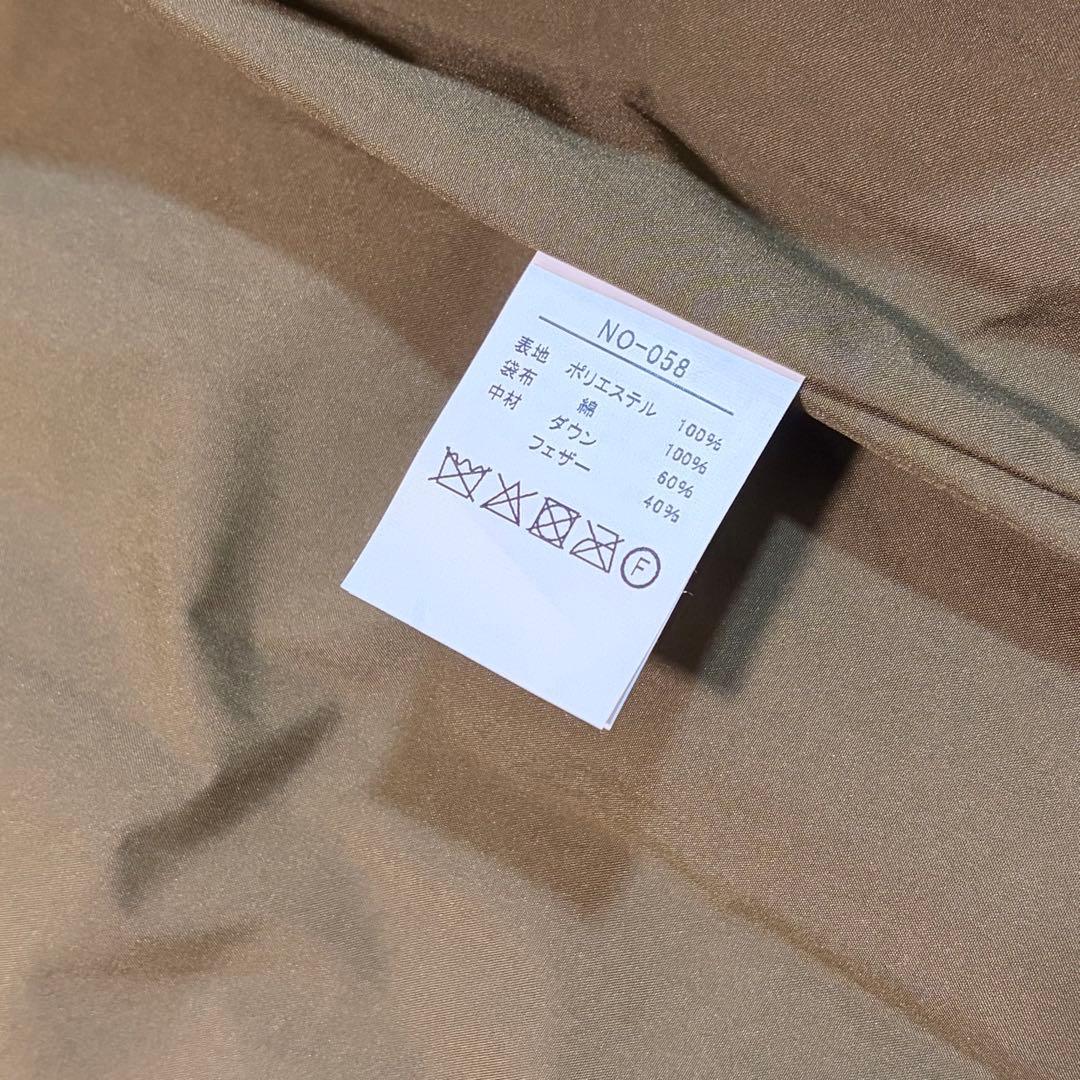 NO-058
表地 ポリエステル 100%
袋布 綿 100%
中材 ダウン 60%
フェザー 40%
F